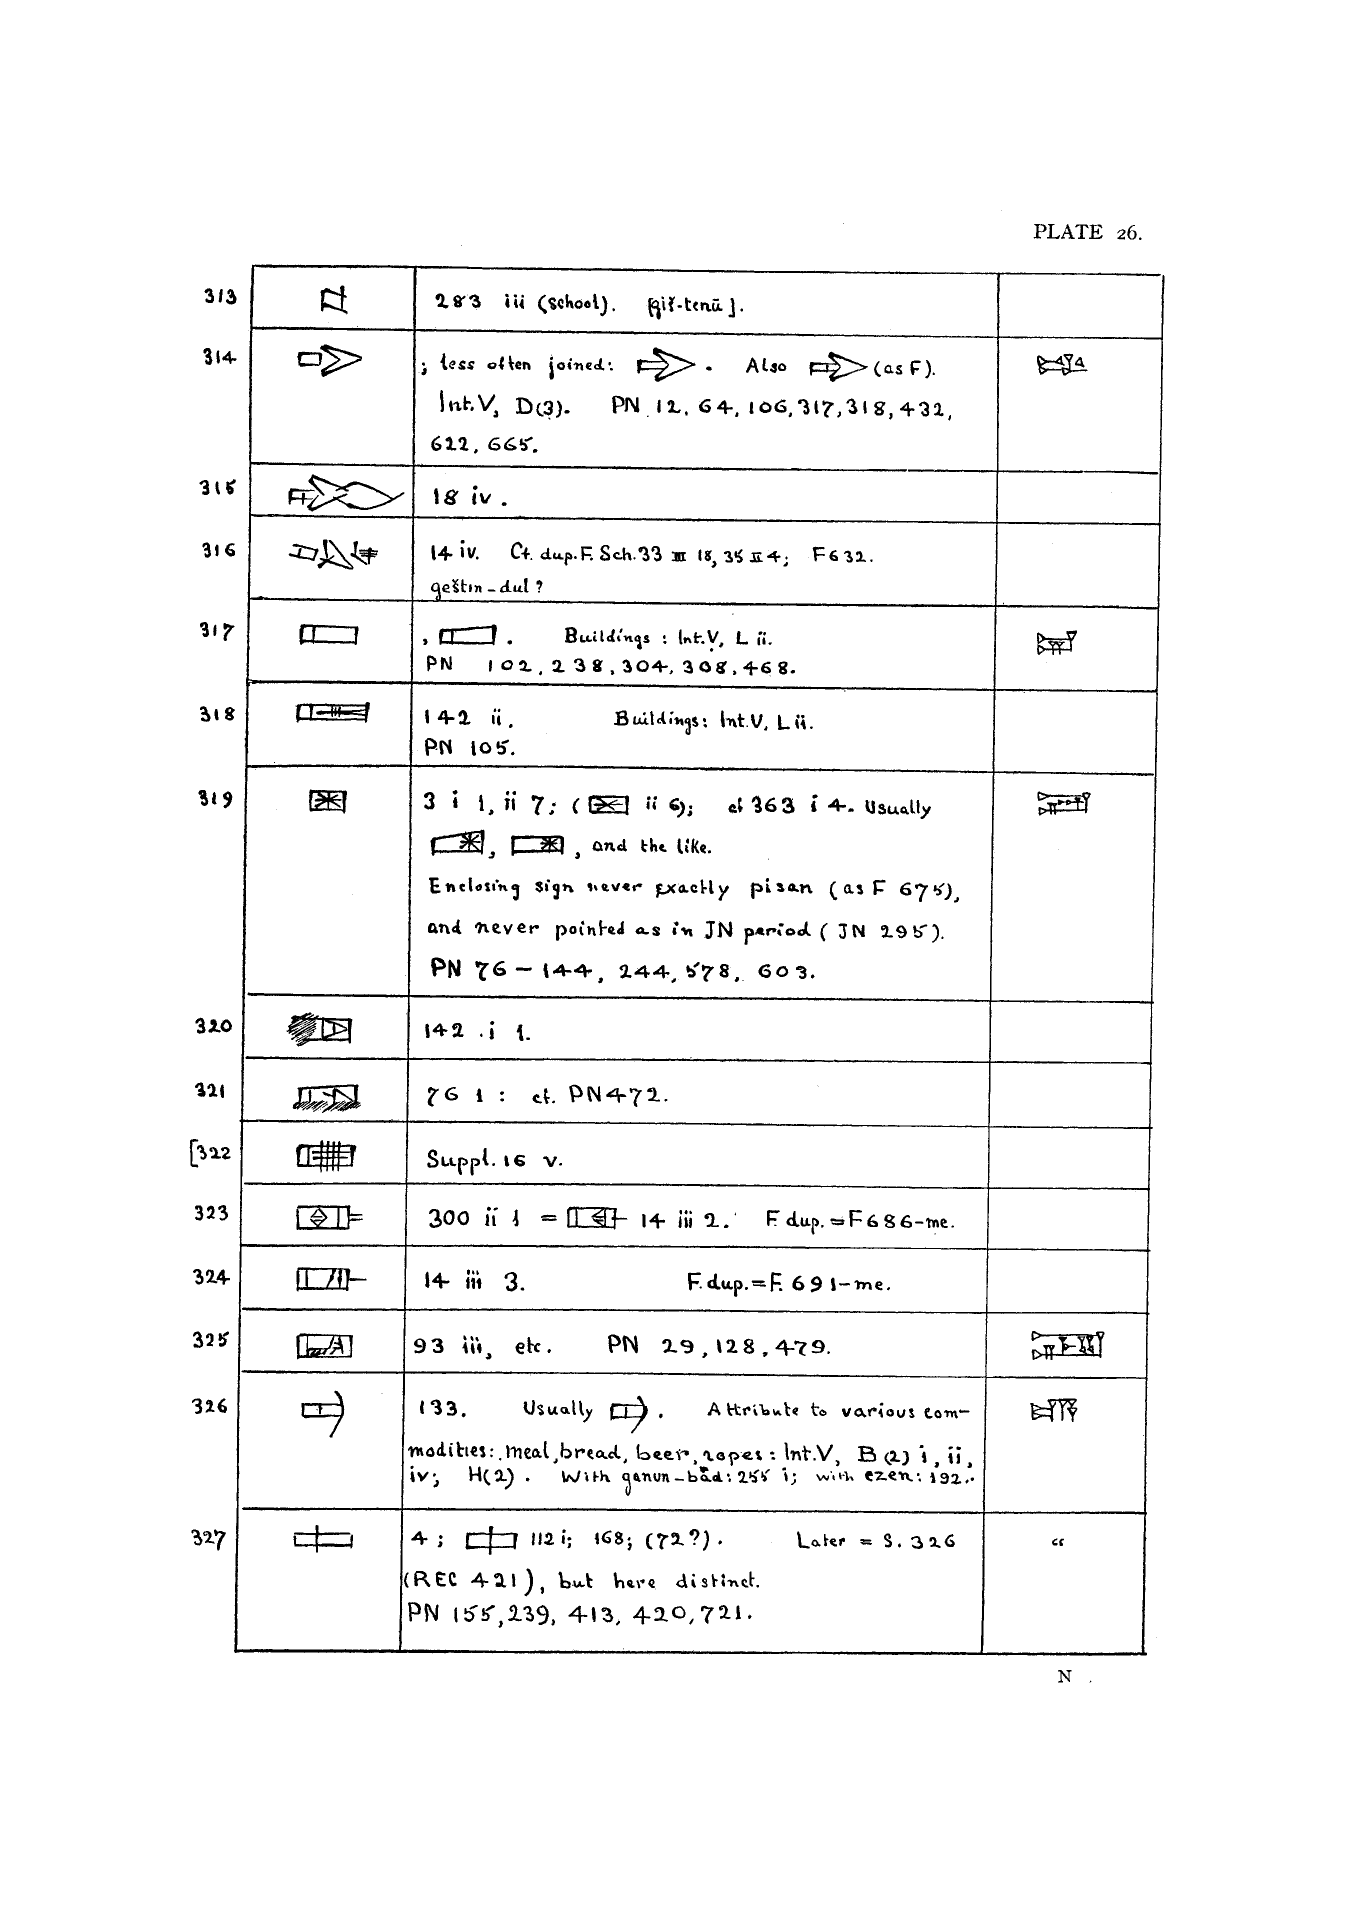 PLATE 26.
313 283 iii (school). [giš-tenû].
314 ; less often joined: . Also (as F).
Int.V, D(3). PN 12, 64, 106, 317, 318, 432,
622, 665.
315 18 iv.
316 14 iv. Cf. dup. F. Sch. 33 III 18, 35 II 4; F 632.
geštin-dul?
317 , . Buildings : Int.V, L ii.
PN 102, 238, 304, 308, 468.
318 142 ii. Buildings: Int.V, L ii.
PN 105.
319 3 i 1, ii 7; ( ii 6); cf 363 i 4. Usually
, , and the like.
Enclosing sign never exactly pisan (as F 675),
and never pointed as in JN period (JN 295).
PN 76-144, 244, 578, 603.
320 142 i 1.
321 76 1 : cf. PN 472.
[322 Suppl. 16 v.
323 300 ii 1 = 14 iii 2. F. dup. = F 686-me.
324 14 iii 3. F. dup. = F. 691-me.
325 93 iii, etc. PN 29, 128, 479.
326 133. Usually . Attribute to various com-
modities: meal, bread, beer, ropes : Int.V, B (2) i, ii,
iv; H(2). With ganun-bad: 255 i; with ezen: 192.
327 4 ; 112 i; 168; (72?). Later = S. 326 "
(REC 421), but here distinct.
PN 155, 239, 413, 420, 721.
N